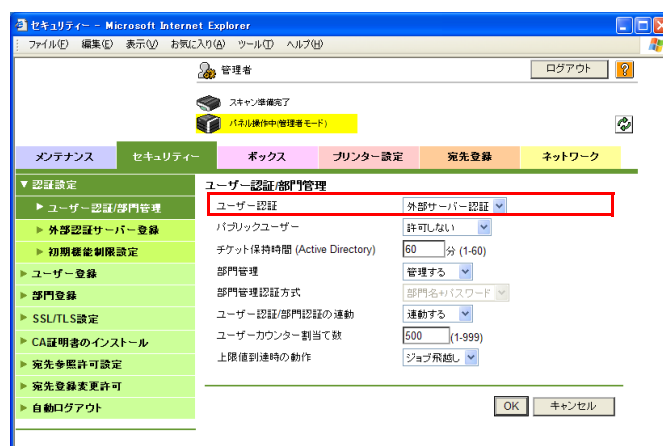 セキュリティー - Microsoft Internet Explorer
ファイル(F) 編集(E) 表示(V) お気に入り(A) ツール(T) ヘルプ(H)
管理者 ログアウト ?
スキャン準備完了
パネル操作中(管理者モード)
メンテナンス セキュリティー ボックス プリンター設定 宛先登録 ネットワーク
▼認証設定
▶ユーザー認証/部門管理
▶外部認証サーバー登録
▶初期機能制限設定
▶ユーザー登録
▶部門登録
▶SSL/TLS設定
▶CA証明書のインストール
▶宛先参照許可設定
▶宛先登録変更許可
▶自動ログアウト
ユーザー認証/部門管理
ユーザー認証 外部サーバー認証
パブリックユーザー 許可しない
チケット保持時間 (Active Directory) 60 分 (1-60)
部門管理 管理する
部門管理認証方式 部門名+パスワード
ユーザー認証/部門認証の連動 連動する
ユーザーカウンター割当て数 500 (1-999)
上限値到達時の動作 ジョブ飛越し
OK キャンセル